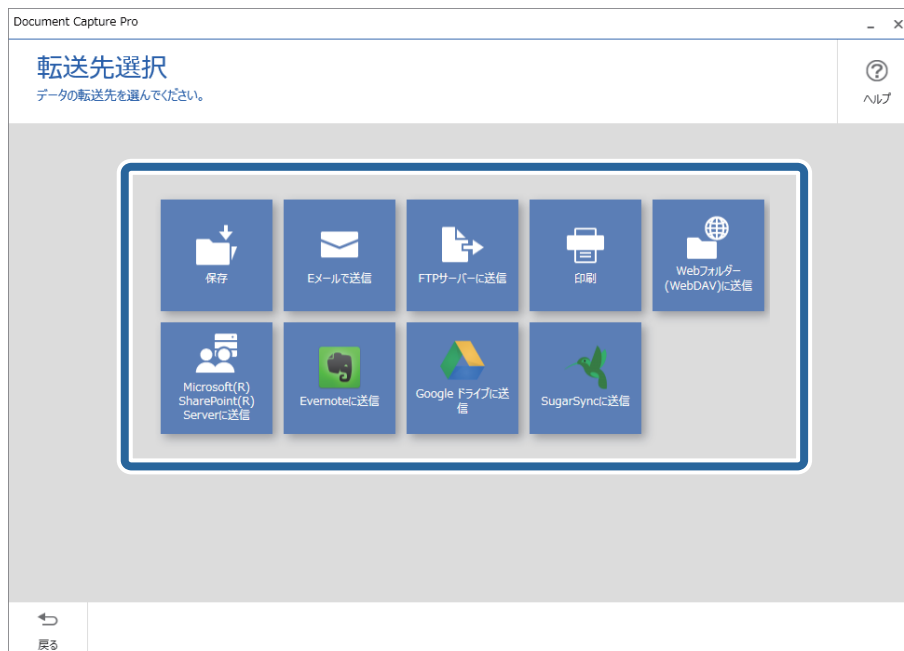 Document Capture Pro
転送先選択
データの転送先を選んでください。
ヘルプ
保存
Eメールで送信
FTPサーバーに送信
印刷
Webフォルダー
(WebDAV)に送信
Microsoft(R)
SharePoint(R)
Serverに送信
Evernoteに送信
Google ドライブに送
信
SugarSyncに送信
戻る